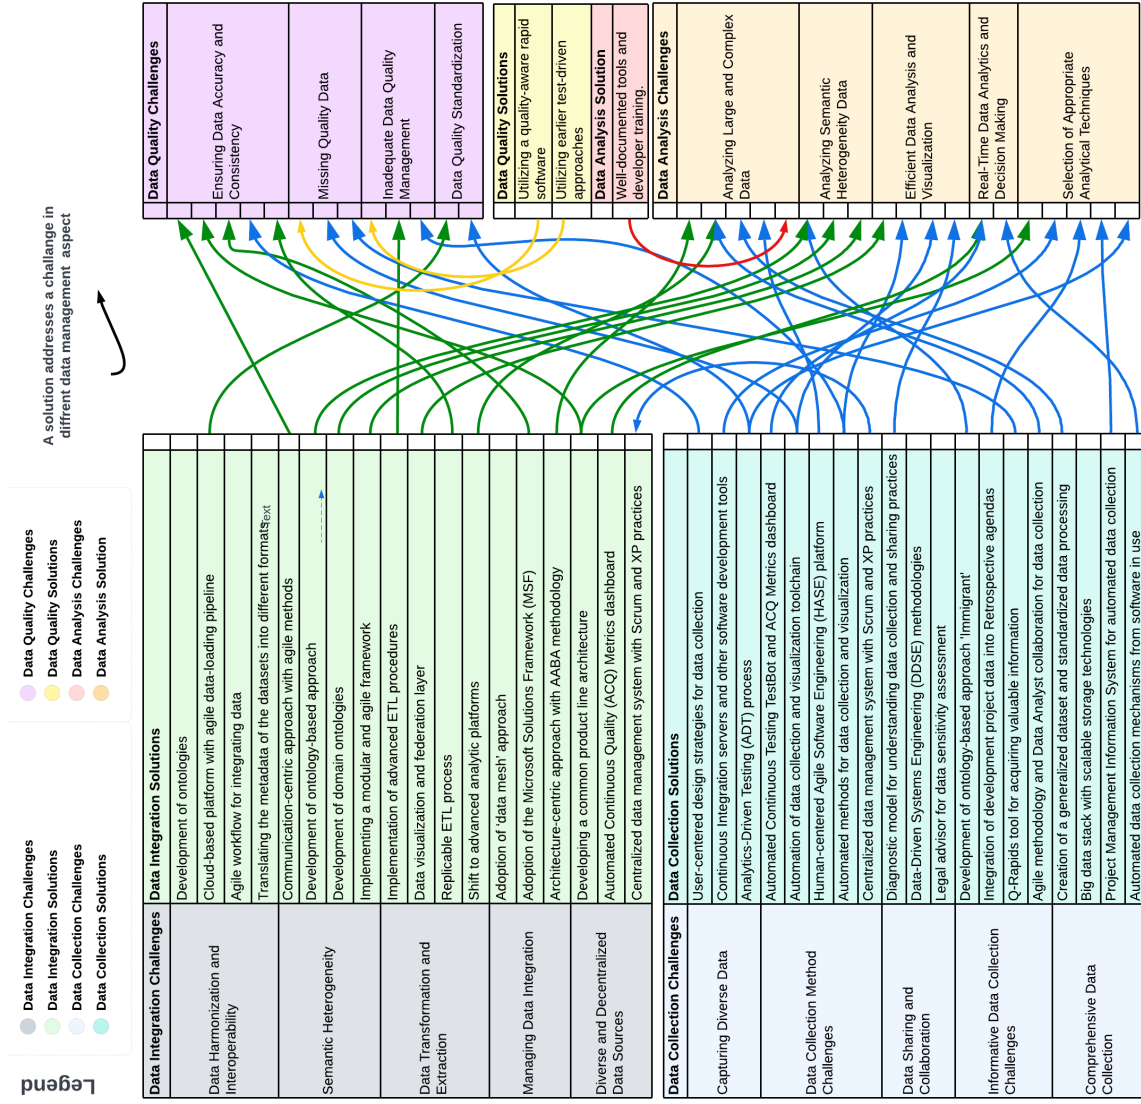 Legend
Data Integration Challenges
Data Integration Solutions
Data Collection Challenges
Data Collection Solutions
Data Quality Challenges
Data Quality Solutions
Data Analysis Challenges
Data Analysis Solution
A solution addresses a challange in
diffrent data management aspect
Data Integration Challenges
Data Harmonization and
Interoperability
Semantic Heterogeneity
Data Transformation and
Extraction
Managing Data Integration
Diverse and Decentralized
Data Sources
Data Integration Solutions
Development of ontologies
Cloud-based platform with agile data-loading pipeline
Agile workflow for integrating data
Translating the metadata of the datasets into different formats
Text
Communication-centric approach with agile methods
Development of ontology-based approach
Development of domain ontologies
Implementing a modular and agile framework
Implementation of advanced ETL procedures
Data visualization and federation layer
Replicable ETL process
Shift to advanced analytic platforms
Adoption of 'data mesh' approach
Adoption of the Microsoft Solutions Framework (MSF)
Architecture-centric approach with AABA methodology
Developing a common product line architecture
Automated Continuous Quality (ACQ) Metrics dashboard
Centralized data management system with Scrum and XP practices
Data Collection Challenges
Capturing Diverse Data
Data Collection Method
Challenges
Data Sharing and
Collaboration
Informative Data Collection
Challenges
Comprehensive Data
Collection
Data Collection Solutions
User-centered design strategies for data collection
Continuous Integration servers and other software development tools
Analytics-Driven Testing (ADT) process
Automated Continuous Testing TestBot and ACQ Metrics dashboard
Automation of data collection and visualization toolchain
Human-centered Agile Software Engineering (HASE) platform
Automated methods for data collection and visualization
Centralized data management system with Scrum and XP practices
Diagnostic model for understanding data collection and sharing practices
Data-Driven Systems Engineering (DDSE) methodologies
Legal advisor for data sensitivity assessment
Development of ontology-based approach 'Immigrant'
Integration of development project data into Retrospective agendas
Q-Rapids tool for acquiring valuable information
Agile methodology and Data Analyst collaboration for data collection
Creation of a generalized dataset and standardized data processing
Big data stack with scalable storage technologies
Project Management Information System for automated data collection
Automated data collection mechanisms from software in use
Data Quality Challenges
Ensuring Data Accuracy and
Consistency
Missing Quality Data
Inadequate Data Quality
Management
Data Quality Standardization
Data Quality Solutions
Utilizing a quality-aware rapid
software
Utilizing earlier test-driven
approaches
Data Analysis Solution
Well-documented tools and
developer training.
Data Analysis Challenges
Analyzing Large and Complex
Data
Analyzing Semantic
Heterogeneity Data
Efficient Data Analysis and
Visualization
Real-Time Data Analytics and
Decision Making
Selection of Appropriate
Analytical Techniques